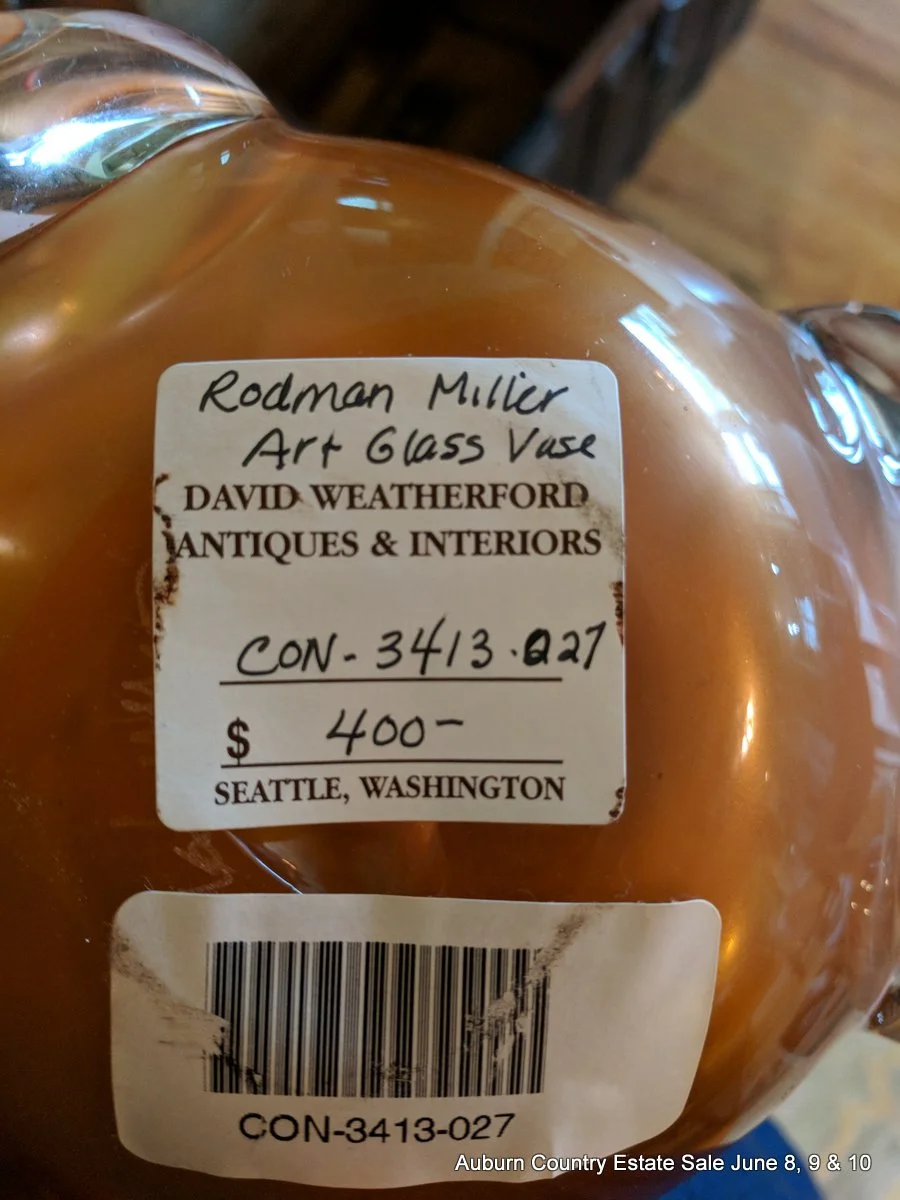 Rodman Miller
Art Glass Vase
DAVID WEATHERFORD
ANTIQUES & INTERIORS
CON-3413.027
$ 400-
SEATTLE, WASHINGTON
CON-3413-027
Auburn Country Estate Sale June 8, 9 & 10